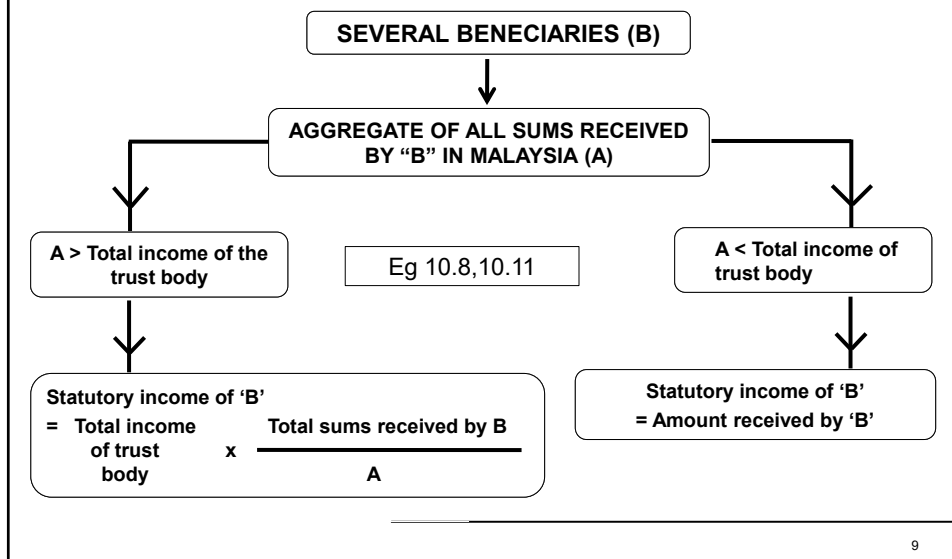 SEVERAL BENECIARIES (B)
AGGREGATE OF ALL SUMS RECEIVED
BY “B” IN MALAYSIA (A)
A > Total income of the
trust body
Eg 10.8,10.11
A < Total income of
trust body
Statutory income of ‘B’
= Total income
of trust
body
x
Total sums received by B
A
Statutory income of ‘B’
= Amount received by ‘B’
9